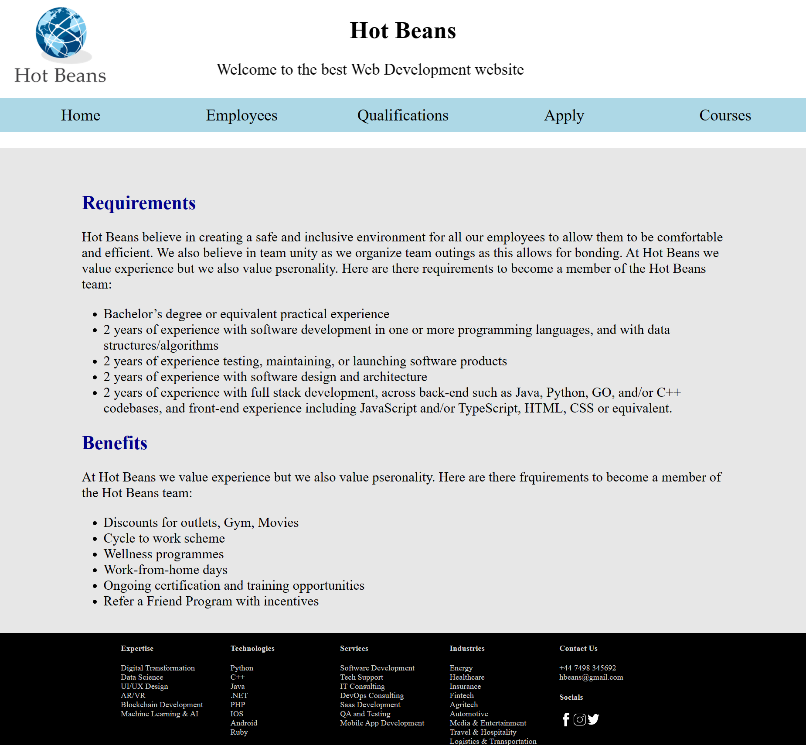 Hot Beans
Hot Beans
Welcome to the best Web Development website
Home Employees Qualifications Apply Courses
Requirements
Hot Beans believe in creating a safe and inclusive environment for all our employees to allow them to be comfortable
and efficient. We also believe in team unity as we organize team outings as this allows for bonding. At Hot Beans we
value experience but we also value pseronality. Here are there requirements to become a member of the Hot Beans
team:
• Bachelor’s degree or equivalent practical experience
• 2 years of experience with software development in one or more programming languages, and with data
structures/algorithms
• 2 years of experience testing, maintaining, or launching software products
• 2 years of experience with software design and architecture
• 2 years of experience with full stack development, across back-end such as Java, Python, GO, and/or C++
codebases, and front-end experience including JavaScript and/or TypeScript, HTML, CSS or equivalent.
Benefits
At Hot Beans we value experience but we also value pseronality. Here are there frquirements to become a member of
the Hot Beans team:
• Discounts for outlets, Gym, Movies
• Cycle to work scheme
• Wellness programmes
• Work-from-home days
• Ongoing certification and training opportunities
• Refer a Friend Program with incentives
Expertise
Digital Transformation
Data Science
UI/UX Design
AR/VR
Blockchain Development
Machine Learning & AI
Technologies
Python
C++
Java
.NET
PHP
IOS
Android
Ruby
Services
Software Development
Tech Support
IT Consulting
DevOps Consulting
Saas Development
QA and Testing
Mobile App Development
Industries
Energy
Healthcare
Insurance
Fintech
Agritech
Automotive
Media & Entertainment
Travel & Hospitality
Logistics & Transportation
Contact Us
+44 7498 345692
hbeans@gmail.com
Socials